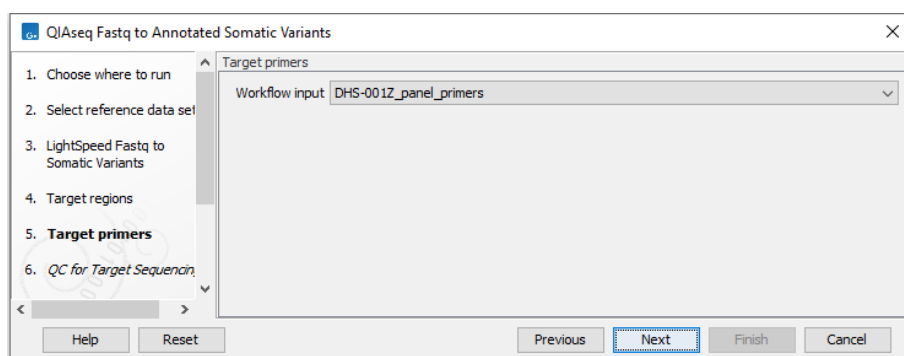 QIAseq Fastq to Annotated Somatic Variants
1. Choose where to run
2. Select reference data set
3. LightSpeed Fastq to
Somatic Variants
4. Target regions
5. Target primers
6. QC for Target Sequencin
Target primers
Workflow input DHS-001Z_panel_primers
Help
Reset
Previous
Next
Finish
Cancel